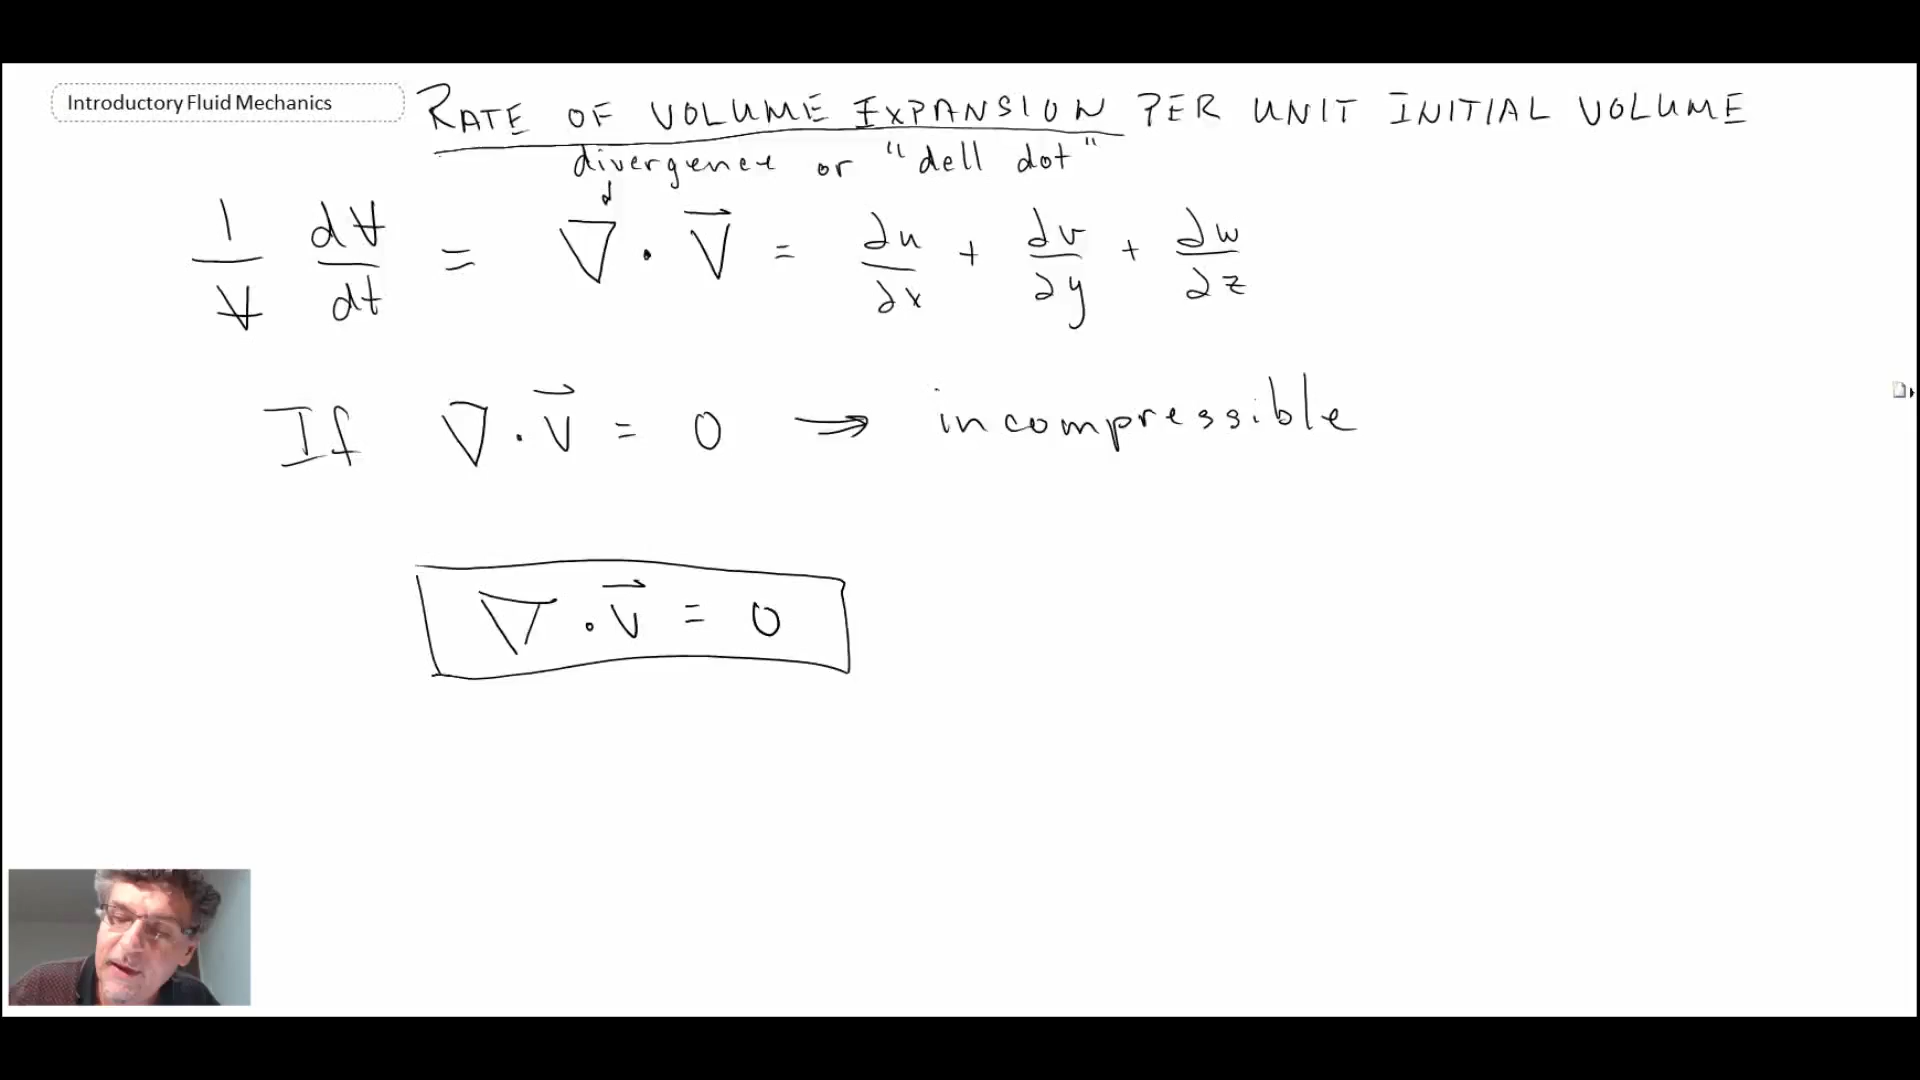 Introductory Fluid Mechanics
RATE OF VOLUME EXPANSION PER UNIT INITIAL VOLUME
divergence or "dell dot"
1/V̶ dV̶/dt = ∇ · V⃗ = ∂u/∂x + ∂v/∂y + ∂w/∂z
If ∇ · V⃗ = 0 → incompressible
∇ · V⃗ = 0